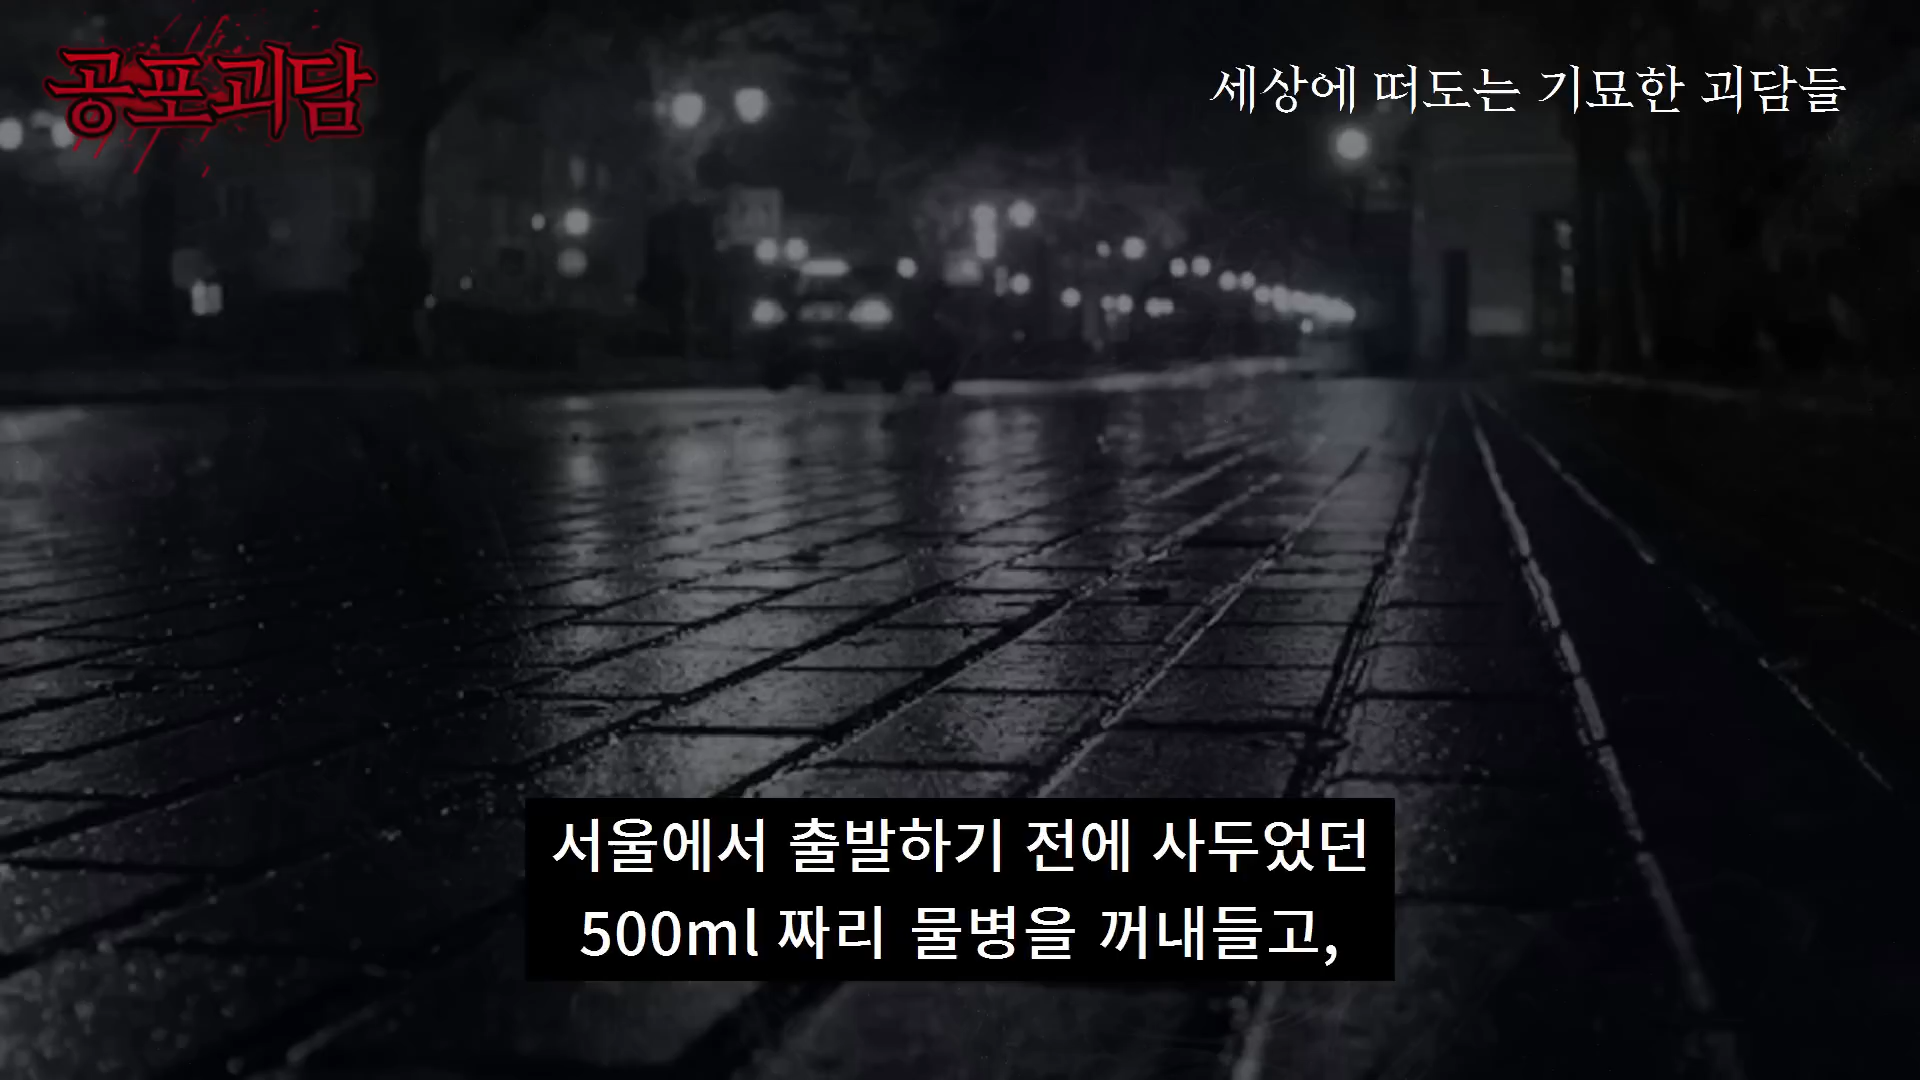 공포괴담
세상에 떠도는 기묘한 괴담들
서울에서 출발하기 전에 사두었던
500ml 짜리 물병을 꺼내들고,